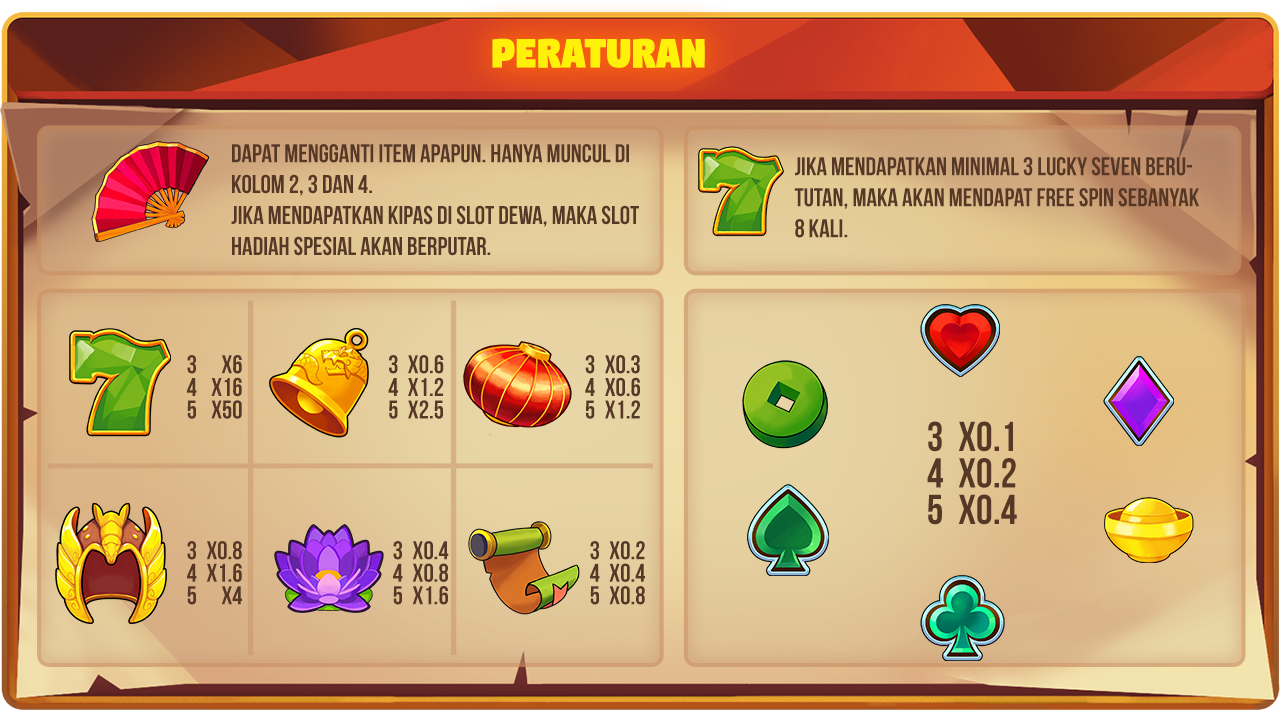 PERATURAN
DAPAT MENGGANTI ITEM APAPUN. HANYA MUNCUL DI
KOLOM 2, 3 DAN 4.
JIKA MENDAPATKAN KIPAS DI SLOT DEWA, MAKA SLOT
HADIAH SPESIAL AKAN BERPUTAR.
JIKA MENDAPATKAN MINIMAL 3 LUCKY SEVEN BERU-
TUTAN, MAKA AKAN MENDAPAT FREE SPIN SEBANYAK
8 KALI.
3 X6
4 X16
5 X50
3 X0.6
4 X1.2
5 X2.5
3 X0.3
4 X0.6
5 X1.2
3 X0.8
4 X1.6
5 X4
3 X0.4
4 X0.8
5 X1.6
3 X0.2
4 X0.4
5 X0.8
3 X0.1
4 X0.2
5 X0.4